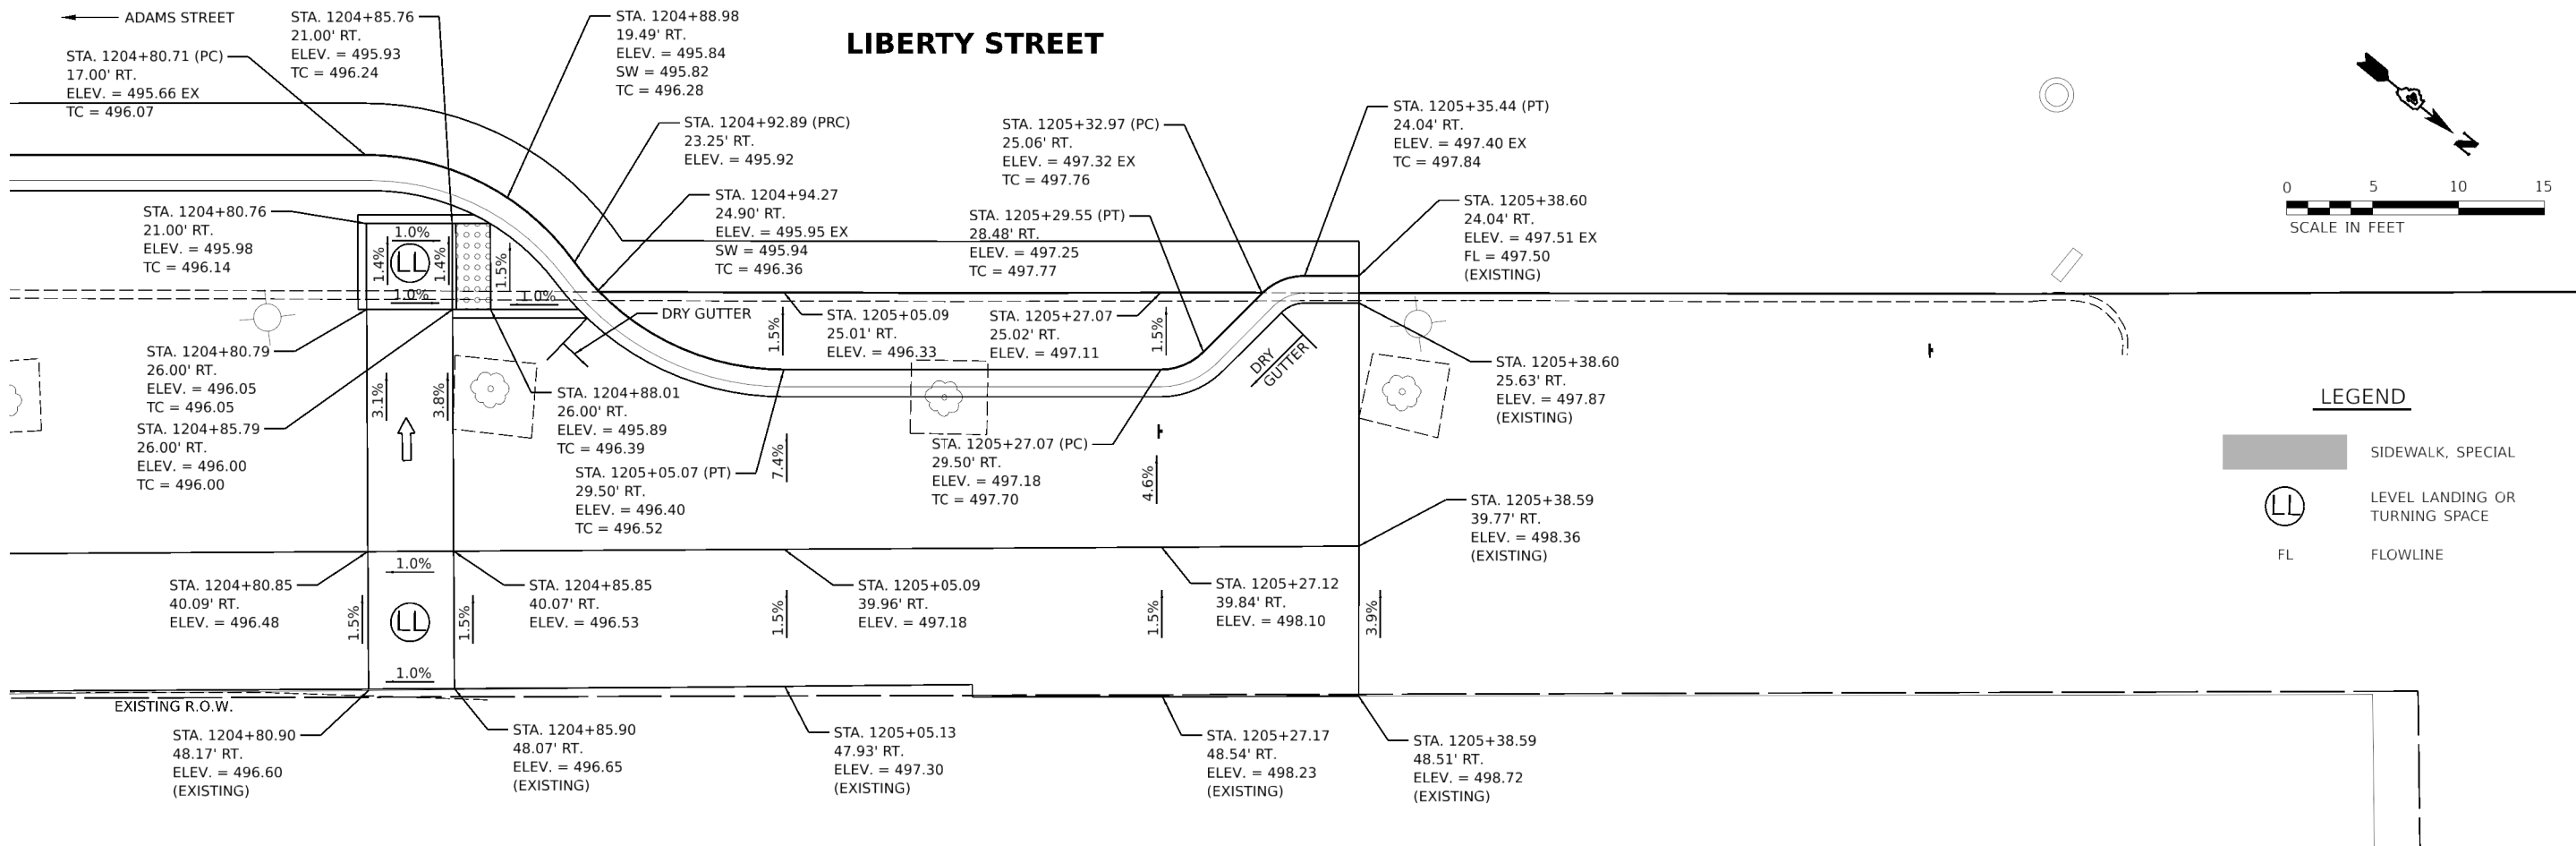 ADAMS STREET
LIBERTY STREET
STA. 1204+80.71 (PC)
17.00' RT.
ELEV. = 495.66 EX
TC = 496.07
STA. 1204+85.76
21.00' RT.
ELEV. = 495.93
TC = 496.24
STA. 1204+88.98
19.49' RT.
ELEV. = 495.84
SW = 495.82
TC = 496.28
STA. 1204+92.89 (PRC)
23.25' RT.
ELEV. = 495.92
STA. 1204+94.27
24.90' RT.
ELEV. = 495.95 EX
SW = 495.94
TC = 496.36
STA. 1205+32.97 (PC)
25.06' RT.
ELEV. = 497.32 EX
TC = 497.76
STA. 1205+29.55 (PT)
28.48' RT.
ELEV. = 497.25
TC = 497.77
STA. 1205+35.44 (PT)
24.04' RT.
ELEV. = 497.40 EX
TC = 497.84
STA. 1205+38.60
24.04' RT.
ELEV. = 497.51 EX
FL = 497.50
(EXISTING)
N
0 5 10 15
SCALE IN FEET
STA. 1204+80.76
21.00' RT.
ELEV. = 495.98
TC = 496.14
1.0%
1.4%
LL
1.4%
1.0%
1.5%
1.0%
DRY GUTTER
1.5%
STA. 1205+05.09
25.01' RT.
ELEV. = 496.33
STA. 1205+27.07
25.02' RT.
ELEV. = 497.11
1.5%
DRY
GUTTER
STA. 1205+38.60
25.63' RT.
ELEV. = 497.87
(EXISTING)
STA. 1204+80.79
26.00' RT.
ELEV. = 496.05
TC = 496.05
STA. 1204+85.79
26.00' RT.
ELEV. = 496.00
TC = 496.00
3.1%
3.8%
STA. 1204+88.01
26.00' RT.
ELEV. = 495.89
TC = 496.39
STA. 1205+05.07 (PT)
29.50' RT.
ELEV. = 496.40
TC = 496.52
7.4%
STA. 1205+27.07 (PC)
29.50' RT.
ELEV. = 497.18
TC = 497.70
4.6%
STA. 1205+38.59
39.77' RT.
ELEV. = 498.36
(EXISTING)
LEGEND
SIDEWALK, SPECIAL
LL
LEVEL LANDING OR
TURNING SPACE
FL
FLOWLINE
STA. 1204+80.85
40.09' RT.
ELEV. = 496.48
1.5%
1.0%
LL
1.0%
1.5%
STA. 1204+85.85
40.07' RT.
ELEV. = 496.53
1.5%
STA. 1205+05.09
39.96' RT.
ELEV. = 497.18
1.5%
STA. 1205+27.12
39.84' RT.
ELEV. = 498.10
3.9%
EXISTING R.O.W.
STA. 1204+80.90
48.17' RT.
ELEV. = 496.60
(EXISTING)
STA. 1204+85.90
48.07' RT.
ELEV. = 496.65
(EXISTING)
STA. 1205+05.13
47.93' RT.
ELEV. = 497.30
(EXISTING)
STA. 1205+27.17
48.54' RT.
ELEV. = 498.23
(EXISTING)
STA. 1205+38.59
48.51' RT.
ELEV. = 498.72
(EXISTING)